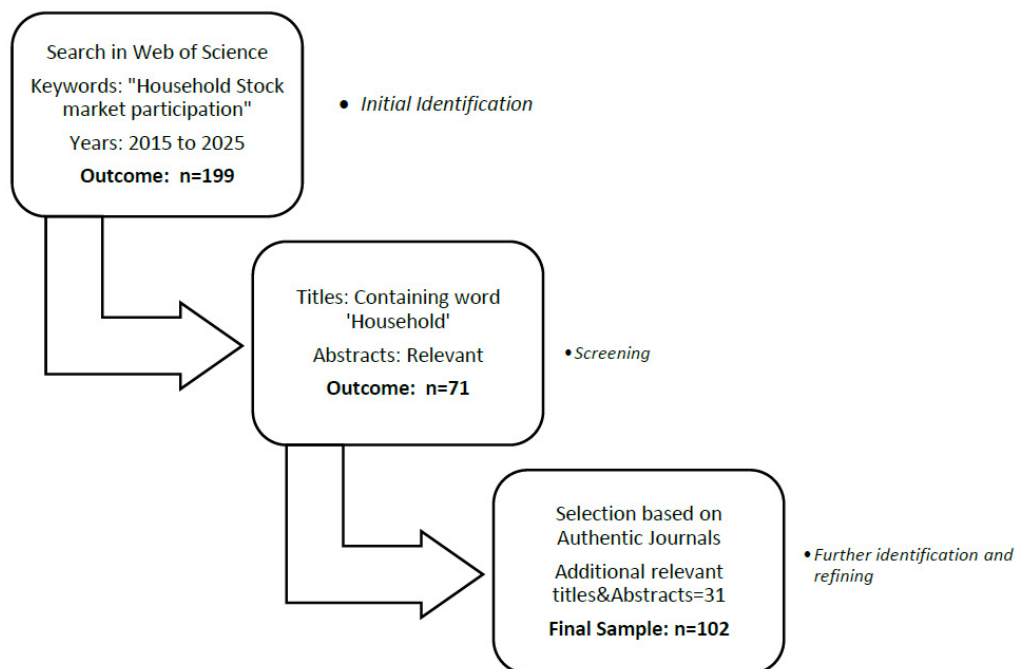 Search in Web of Science
Keywords: "Household Stock
market participation"
Years: 2015 to 2025
Outcome:  n=199
• Initial Identification
Titles: Containing word
'Household'
Abstracts: Relevant
Outcome:  n=71
• Screening
Selection based on
Authentic Journals
Additional relevant
titles&Abstracts=31
Final Sample: n=102
• Further identification and
refining